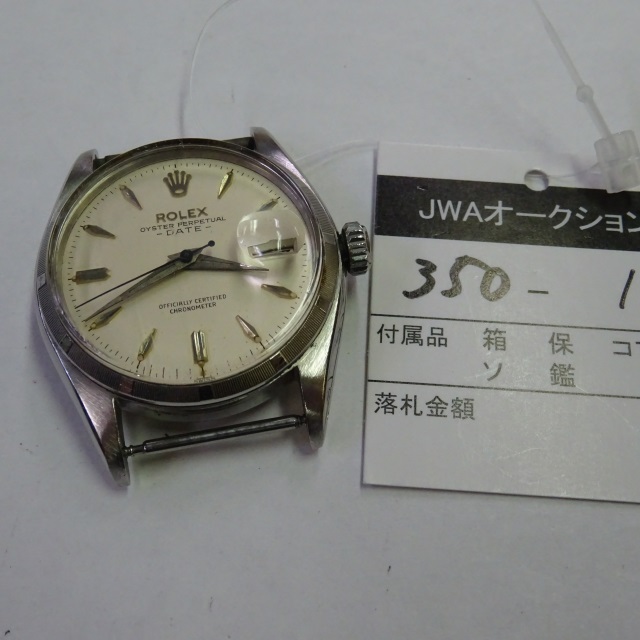 ROLEX
OYSTER PERPETUAL
-DATE-
OFFICIALLY CERTIFIED
CHRONOMETER
JWAオークション
350 - 1
付属品 箱 保 コ
ソ 鑑
落札金額